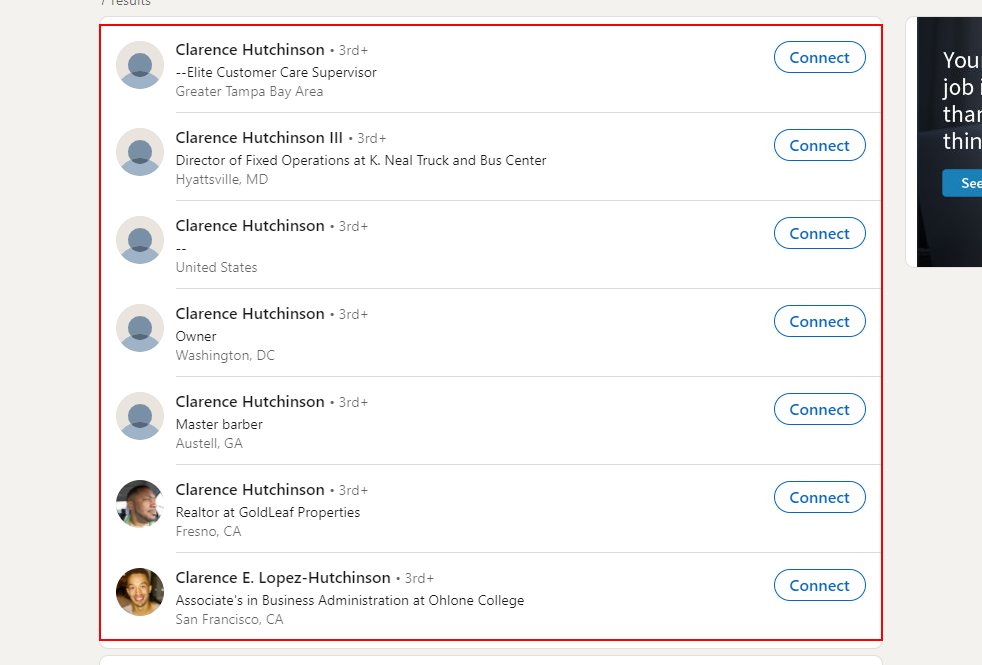 7 results
Clarence Hutchinson • 3rd+
Connect
--Elite Customer Care Supervisor
Greater Tampa Bay Area
Clarence Hutchinson III • 3rd+
Connect
Director of Fixed Operations at K. Neal Truck and Bus Center
Hyattsville, MD
Clarence Hutchinson • 3rd+
Connect
--
United States
Clarence Hutchinson • 3rd+
Connect
Owner
Washington, DC
Clarence Hutchinson • 3rd+
Connect
Master barber
Austell, GA
Clarence Hutchinson • 3rd+
Connect
Realtor at GoldLeaf Properties
Fresno, CA
Clarence E. Lopez-Hutchinson • 3rd+
Connect
Associate's in Business Administration at Ohlone College
San Francisco, CA
You
job
See